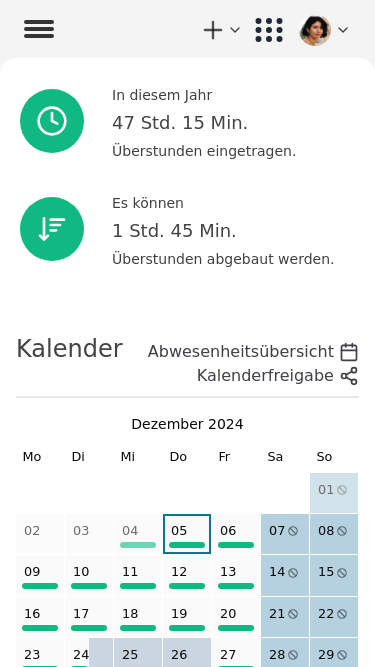 In diesem Jahr
47 Std. 15 Min.
Überstunden eingetragen.
Es können
1 Std. 45 Min.
Überstunden abgebaut werden.
Kalender
Abwesenheitsübersicht
Kalenderfreigabe
Dezember 2024
Mo Di Mi Do Fr Sa So
01
02 03 04 05 06 07 08
09 10 11 12 13 14 15
16 17 18 19 20 21 22
23 24 25 26 27 28 29